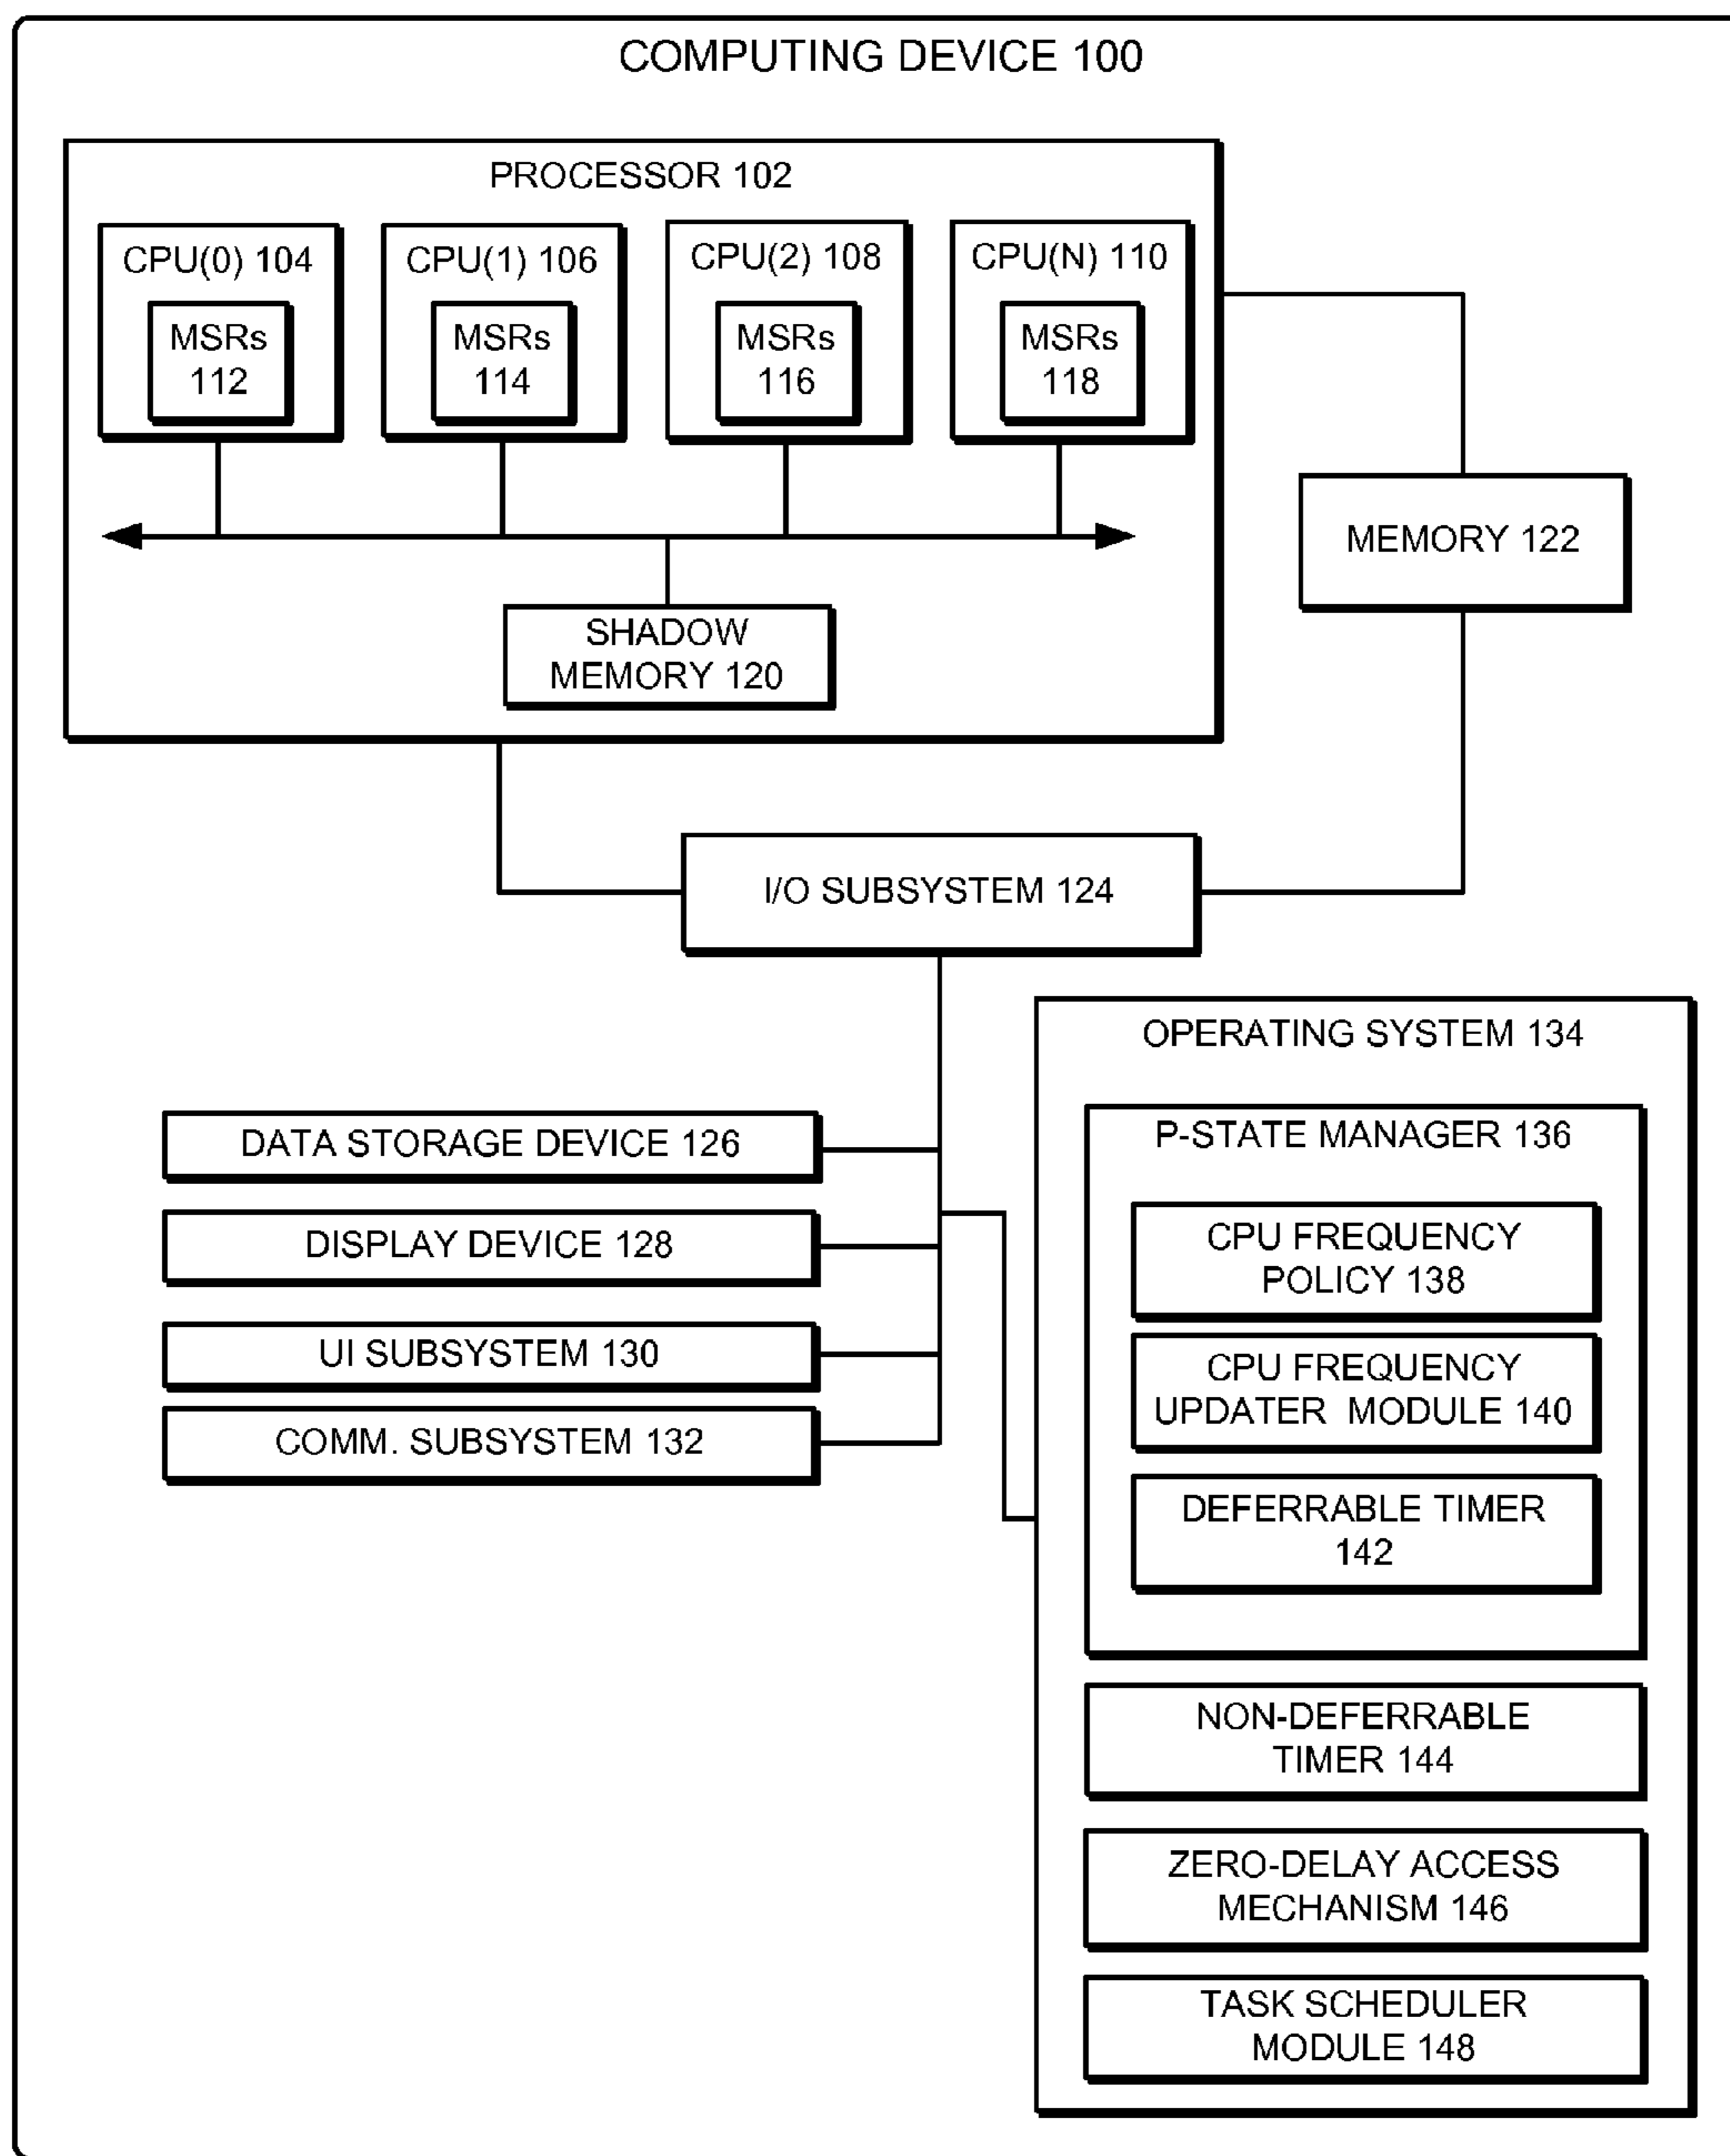 COMPUTING DEVICE 100
PROCESSOR 102
CPU(0) 104
MSRs
112
CPU(1) 106
MSRs
114
CPU(2) 108
MSRs
116
CPU(N) 110
MSRs
118
SHADOW
MEMORY 120
MEMORY 122
I/O SUBSYSTEM 124
DATA STORAGE DEVICE 126
DISPLAY DEVICE 128
UI SUBSYSTEM 130
COMM. SUBSYSTEM 132
OPERATING SYSTEM 134
P-STATE MANAGER 136
CPU FREQUENCY
POLICY 138
CPU FREQUENCY
UPDATER MODULE 140
DEFERRABLE TIMER
142
NON-DEFERRABLE
TIMER 144
ZERO-DELAY ACCESS
MECHANISM 146
TASK SCHEDULER
MODULE 148